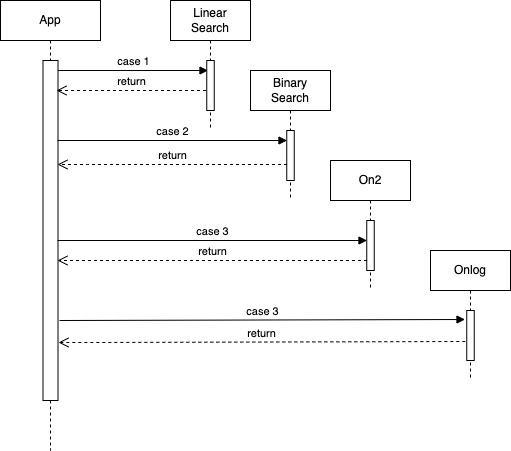 App
Linear
Search
case 1
return
Binary
Search
case 2
return
On2
case 3
return
Onlog
case 3
return